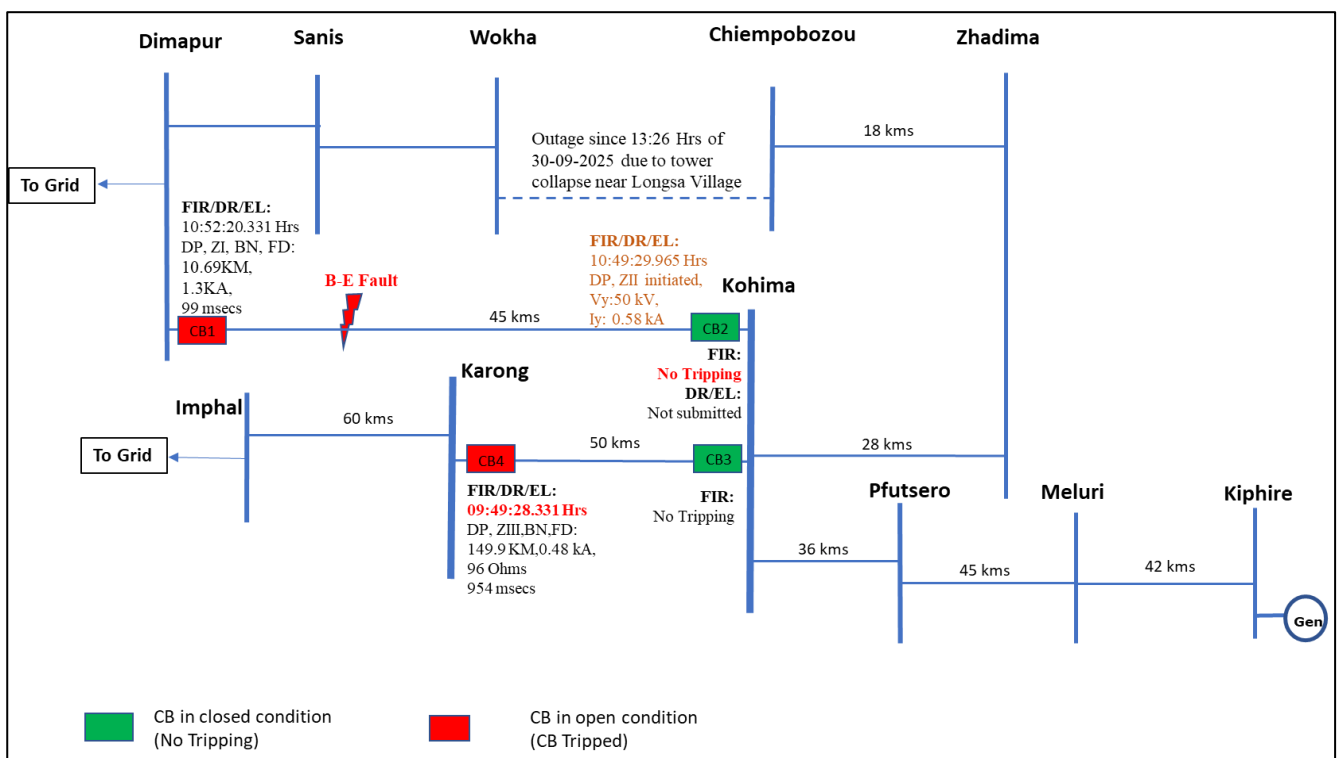 Dimapur
Sanis
Wokha
Chiempobozou
Zhadima
18 kms
Outage since 13:26 Hrs of
30-09-2025 due to tower
collapse near Longsa Village
To Grid
FIR/DR/EL:
10:52:20.331 Hrs
DP, ZI, BN, FD:
10.69KM,
1.3KA,
99 msecs
B-E Fault
FIR/DR/EL:
10:49:29.965 Hrs
DP, ZII initiated,
Vy:50 kV,
Iy: 0.58 kA
Kohima
CB1
45 kms
CB2
FIR:
No Tripping
DR/EL:
Not submitted
Karong
Imphal
60 kms
To Grid
CB4
50 kms
CB3
28 kms
FIR/DR/EL:
09:49:28.331 Hrs
DP, ZIII,BN,FD:
149.9 KM,0.48 kA,
96 Ohms
954 msecs
FIR:
No Tripping
Pfutsero
Meluri
Kiphire
36 kms
45 kms
42 kms
Gen
CB in closed condition
(No Tripping)
CB in open condition
(CB Tripped)